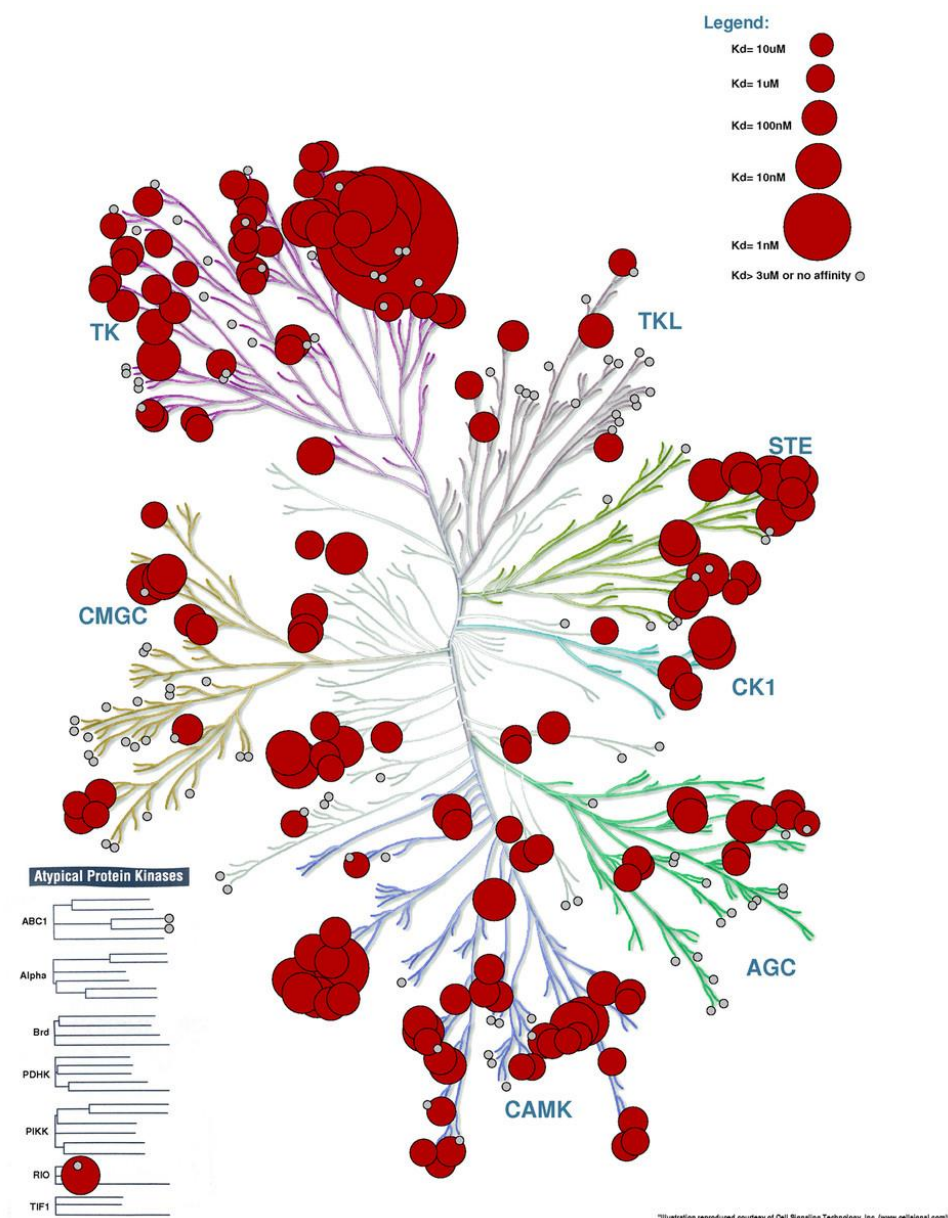 Legend:
Kd= 10uM
Kd= 1uM
Kd= 100nM
Kd= 10nM
Kd= 1nM
Kd> 3uM or no affinity
TK
TKL
STE
CMGC
CK1
AGC
CAMK
Atypical Protein Kinases
ABC1
Alpha
Brd
PDHK
PIKK
RIO
TIF1
"Illustration reproduced courtesy of Cell Signaling Technology, Inc. (www.cellsignal.com)